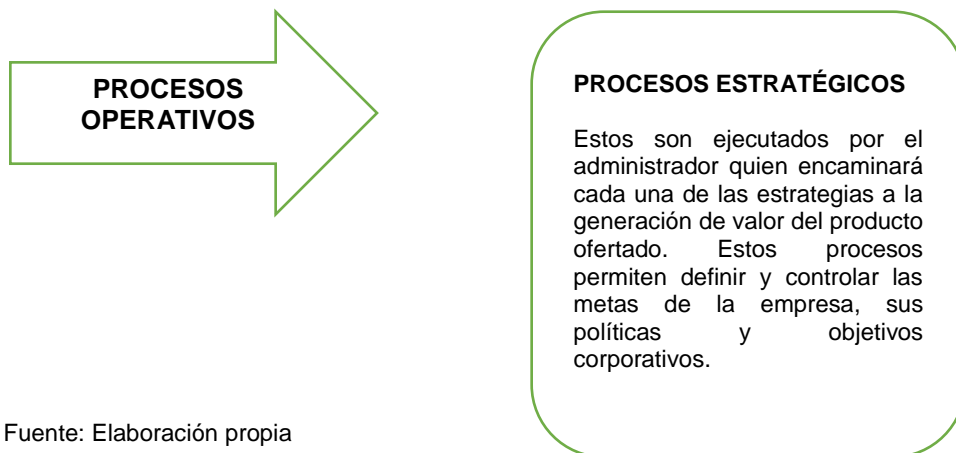 PROCESOS
OPERATIVOS
PROCESOS ESTRATÉGICOS
Estos son ejecutados por el
administrador quien encaminará
cada una de las estrategias a la
generación de valor del producto
ofertado. Estos procesos
permiten definir y controlar las
metas de la empresa, sus
políticas y objetivos
corporativos.
Fuente: Elaboración propia